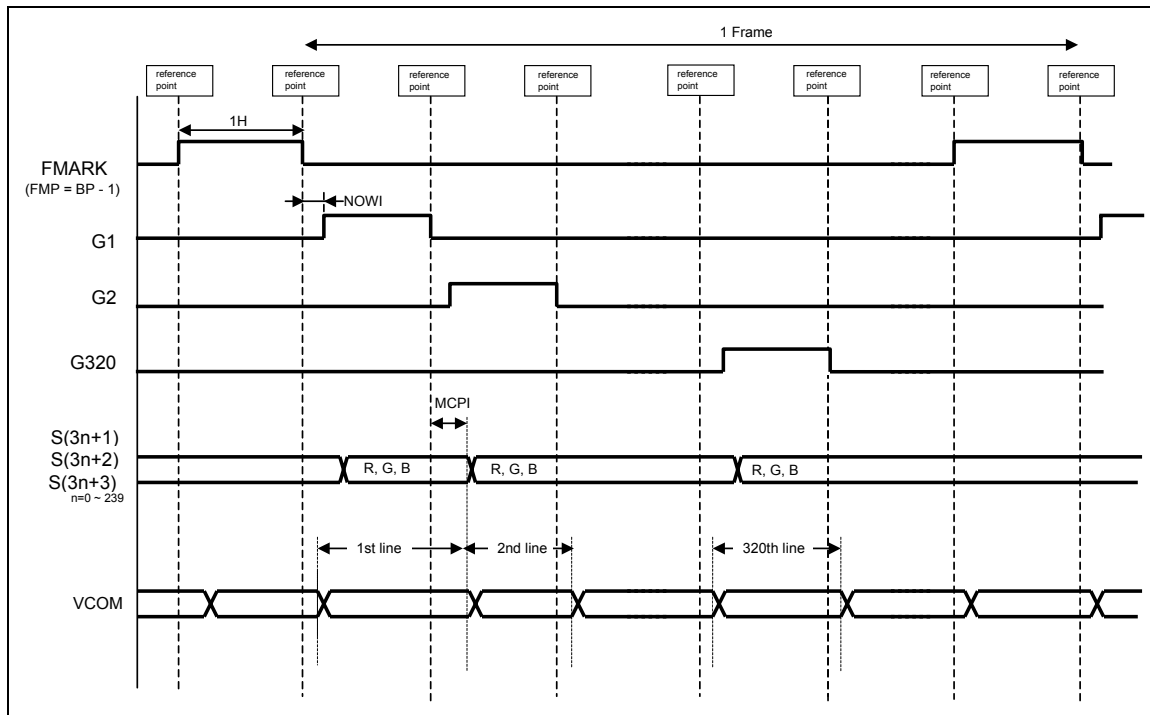 1 Frame
reference
point
reference
point
reference
point
reference
point
reference
point
reference
point
reference
point
reference
point
1H
FMARK
(FMP = BP - 1)
NOWI
G1
G2
G320
MCPI
S(3n+1)
S(3n+2)
S(3n+3)
n=0 ~ 239
R, G, B
R, G, B
R, G, B
1st line
2nd line
320th line
VCOM